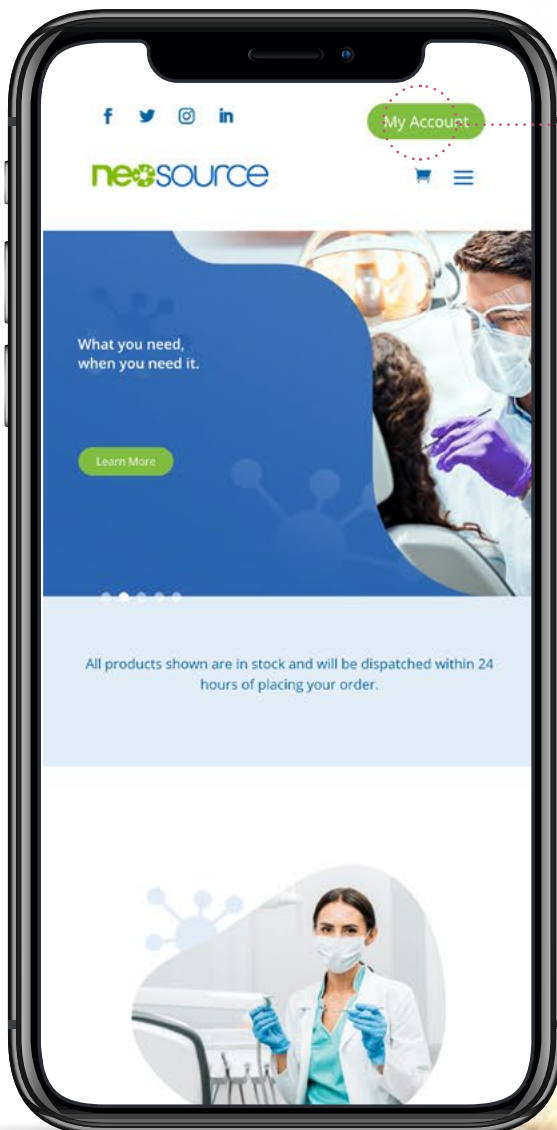 My Account
neosource
What you need,
when you need it.
Learn More
All products shown are in stock and will be dispatched within 24
hours of placing your order.